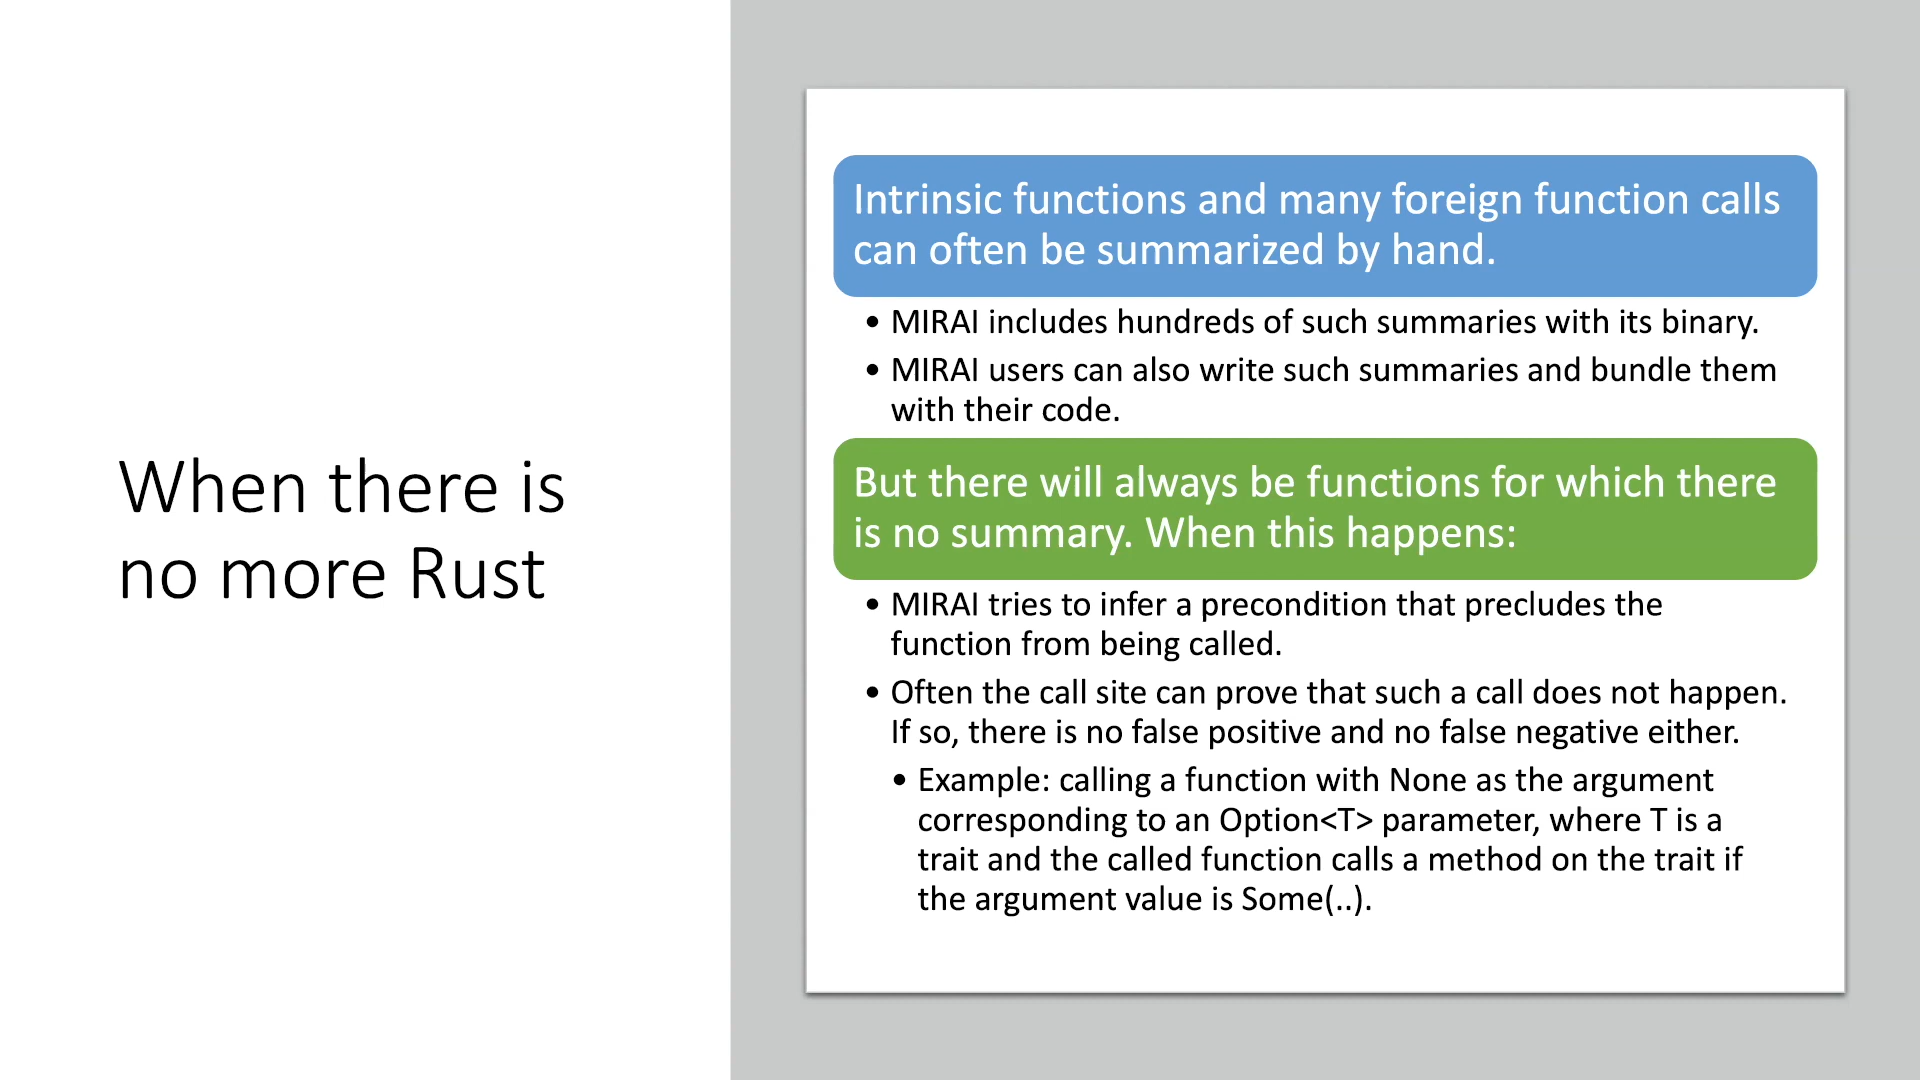 When there is
no more Rust
Intrinsic functions and many foreign function calls
can often be summarized by hand.
• MIRAI includes hundreds of such summaries with its binary.
• MIRAI users can also write such summaries and bundle them
with their code.
But there will always be functions for which there
is no summary. When this happens:
• MIRAI tries to infer a precondition that precludes the
function from being called.
• Often the call site can prove that such a call does not happen.
If so, there is no false positive and no false negative either.
• Example: calling a function with None as the argument
corresponding to an Option<T> parameter, where T is a
trait and the called function calls a method on the trait if
the argument value is Some(..).